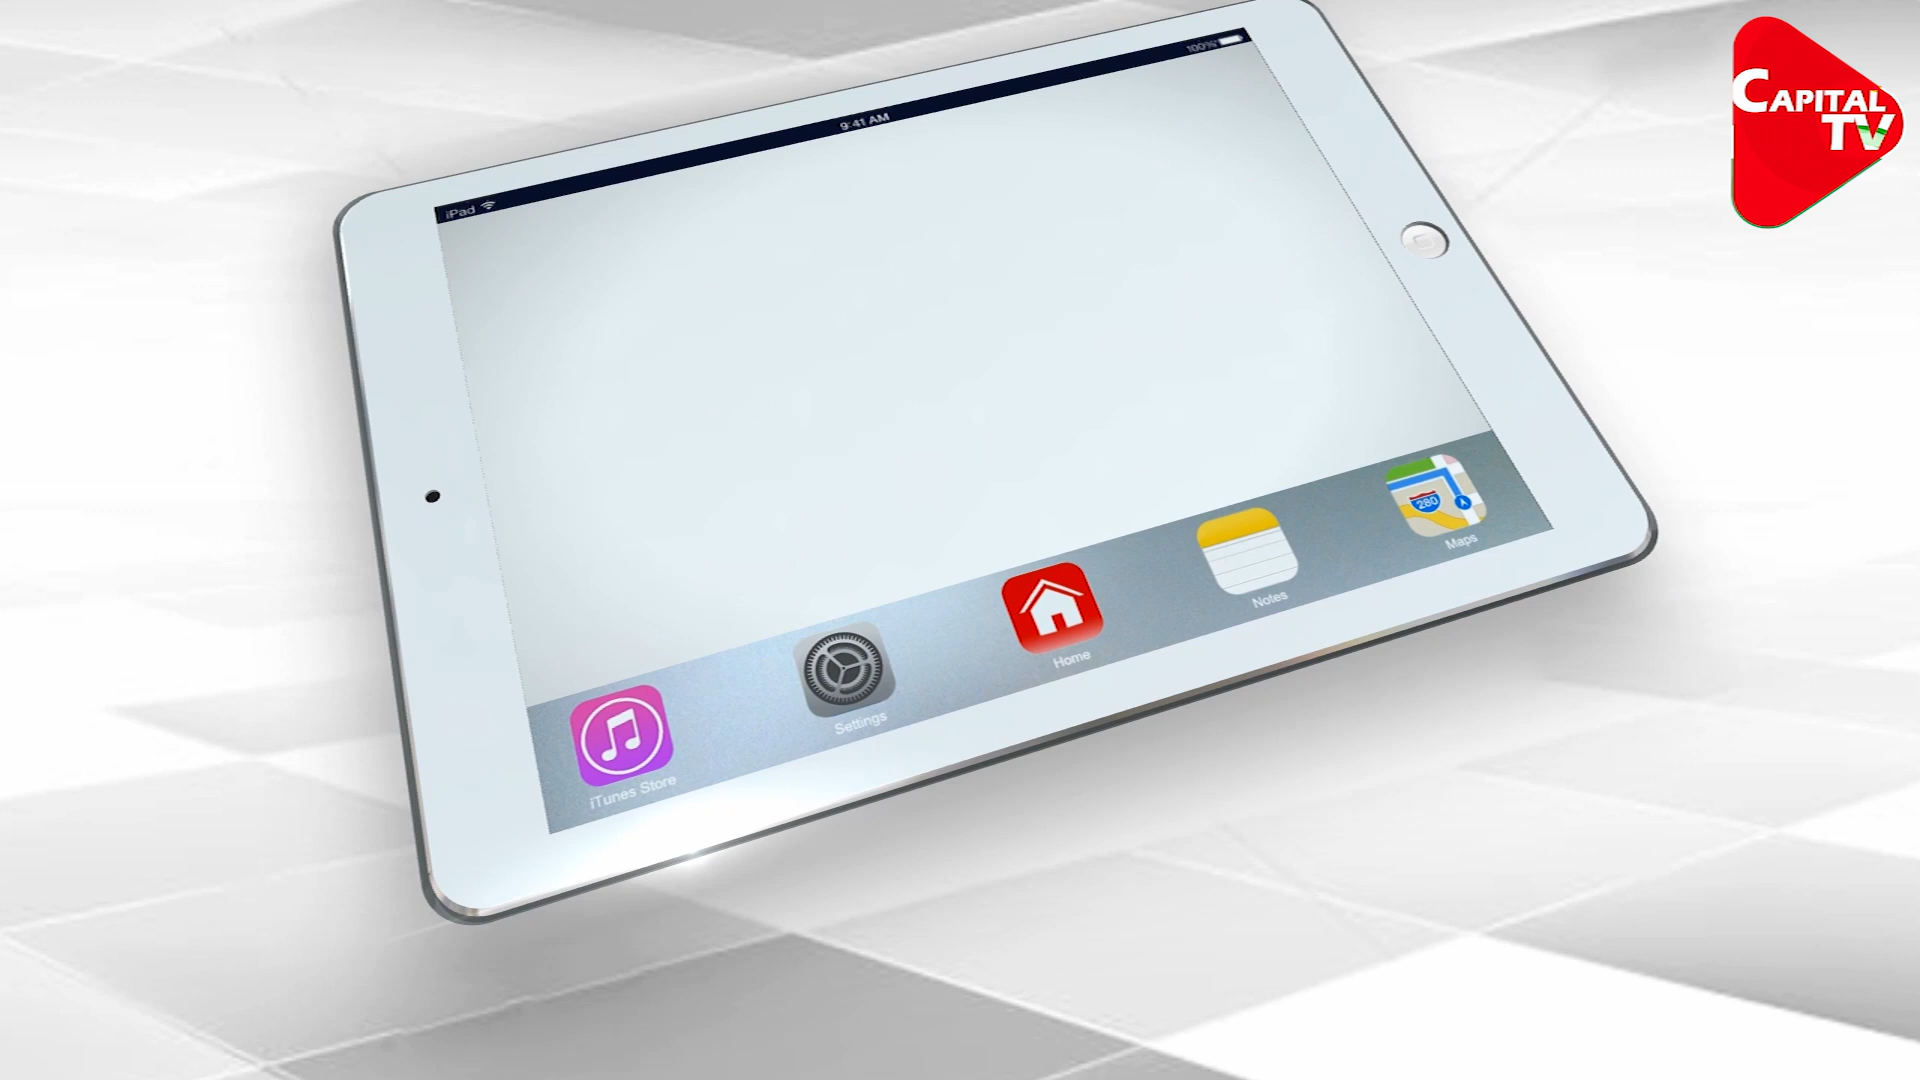 CAPITAL
TV
iPad
9:41 AM
100%
iTunes Store
Settings
Home
Notes
280
Maps